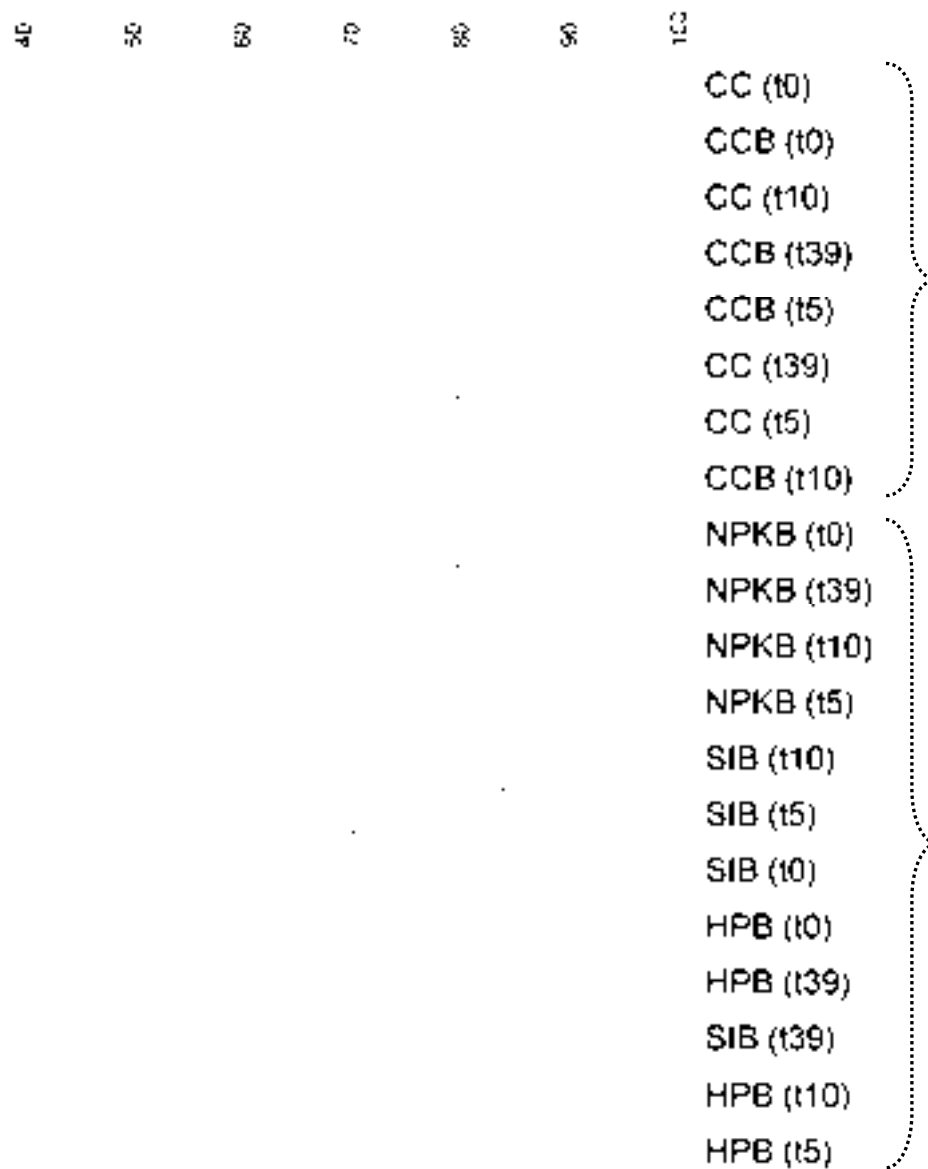 40 50 60 70 80 90 100
CC (t0)
CCB (t0)
CC (t10)
CCB (t39)
CCB (t5)
CC (t39)
CC (t5)
CCB (t10)
NPKB (t0)
NPKB (t39)
NPKB (t10)
NPKB (t5)
SIB (t10)
SIB (t5)
SIB (t0)
HPB (t0)
HPB (t39)
SIB (t39)
HPB (t10)
HPB (t5)